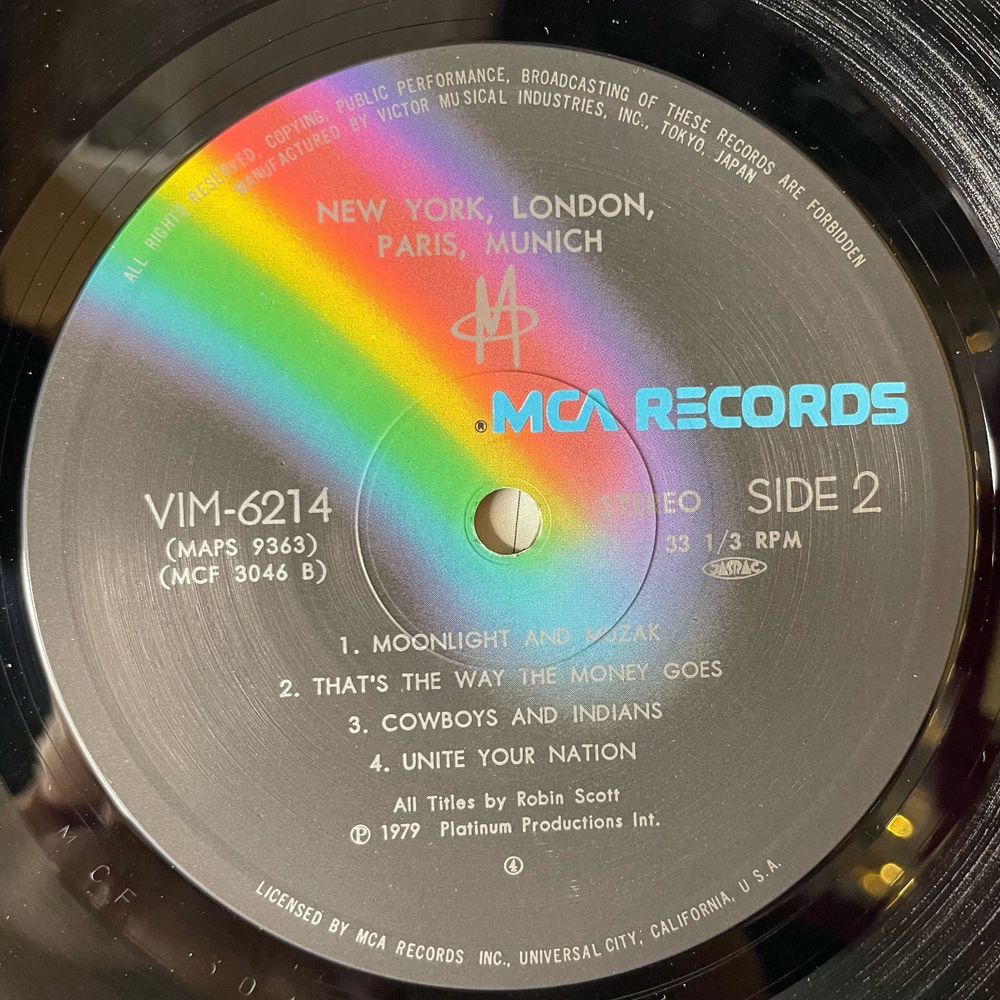 ALL RIGHTS RESERVED, COPYING, PUBLIC PERFORMANCE, BROADCASTING OF THESE RECORDS ARE FORBIDDEN
MANUFACTURED BY VICTOR MUSICAL INDUSTRIES, INC., TOKYO, JAPAN
NEW YORK, LONDON,
PARIS, MUNICH
M
® MCA RECORDS
VIM-6214
(MAPS 9363)
(MCF 3046 B)
STEREO SIDE 2
33 1/3 RPM
JASRAC
1. MOONLIGHT AND MUZAK
2. THAT'S THE WAY THE MONEY GOES
3. COWBOYS AND INDIANS
4. UNITE YOUR NATION
All Titles by Robin Scott
℗ 1979 Platinum Productions Int.
④
LICENSED BY MCA RECORDS INC., UNIVERSAL CITY; CALIFORNIA, U.S.A.
MCF